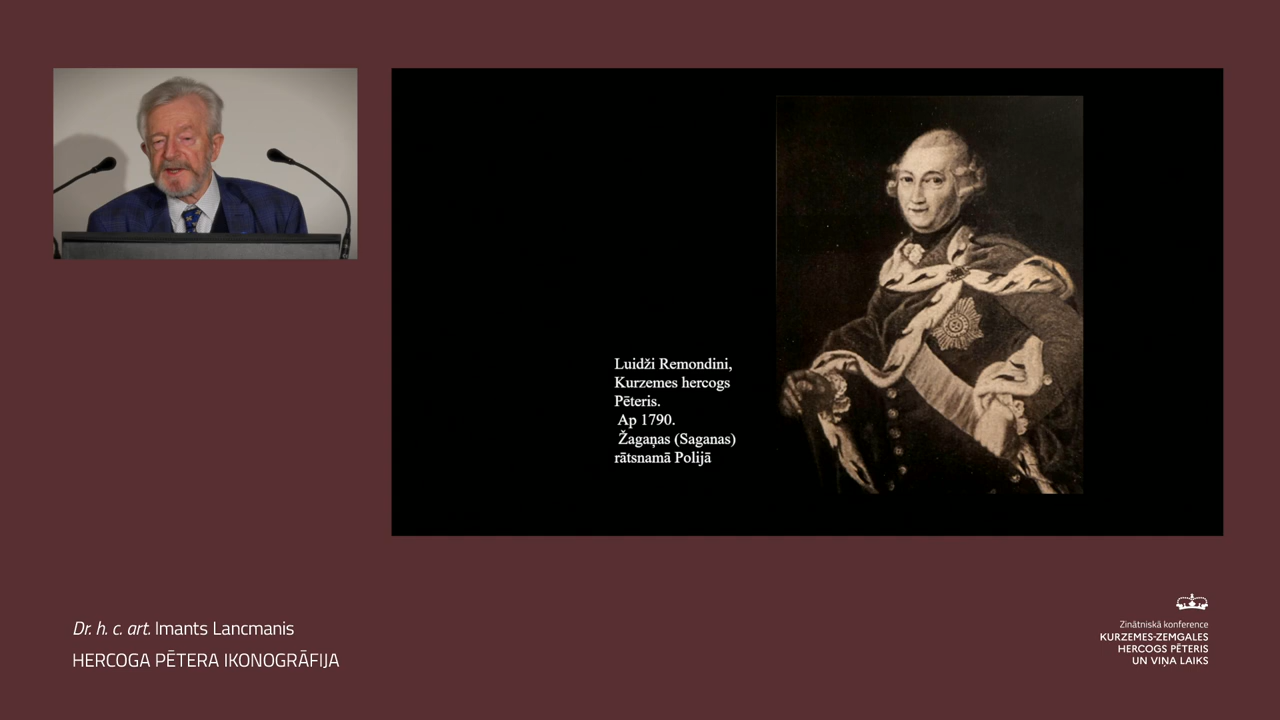 Luidži Remondini,
Kurzemes hercogs
Pēteris.
Ap 1790.
Žagaņas (Saganas)
rātsnamā Polijā
Dr. h. c. art. Imants Lancmanis
HERCOGA PĒTERA IKONOGRĀFIJA
Zinātniskā konference
KURZEMES-ZEMGALES
HERCOGS PĒTERIS
UN VIŅA LAIKS